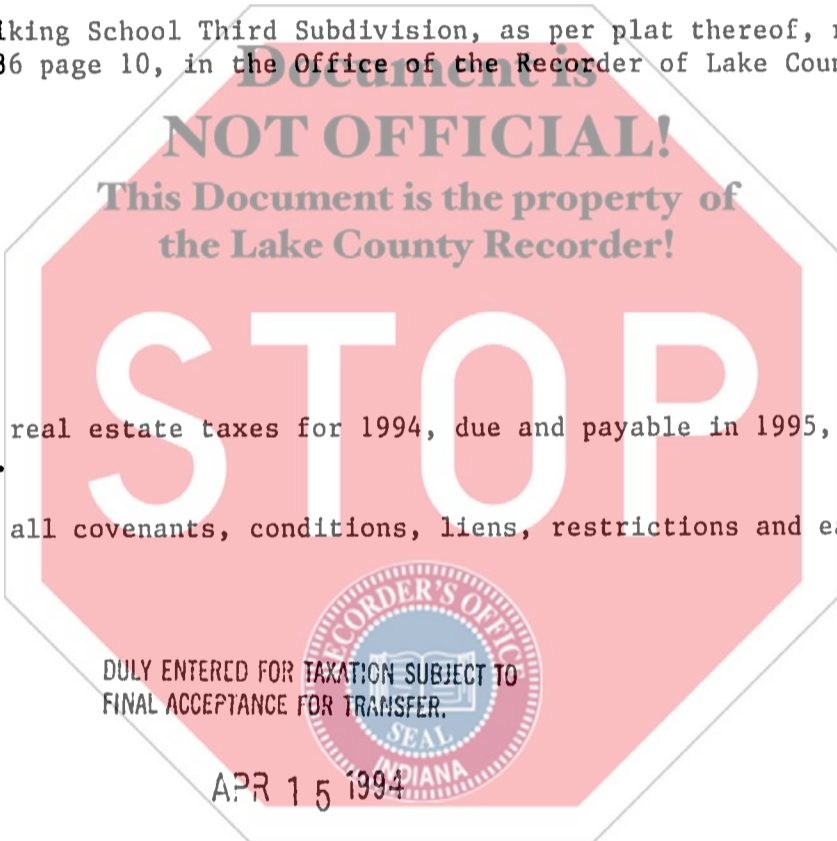 king School Third Subdivision, as per plat thereof,
36 page 10, in the Office of the Recorder of Lake Coun
Document is
NOT OFFICIAL!
This Document is the property of
the Lake County Recorder!
STOP
real estate taxes for 1994, due and payable in 1995,
.
all covenants, conditions, liens, restrictions and ea
RECORDER'S OFFICE
SEAL
INDIANA
DULY ENTERED FOR TAXATION SUBJECT TO
FINAL ACCEPTANCE FOR TRANSFER.
APR 15 1994